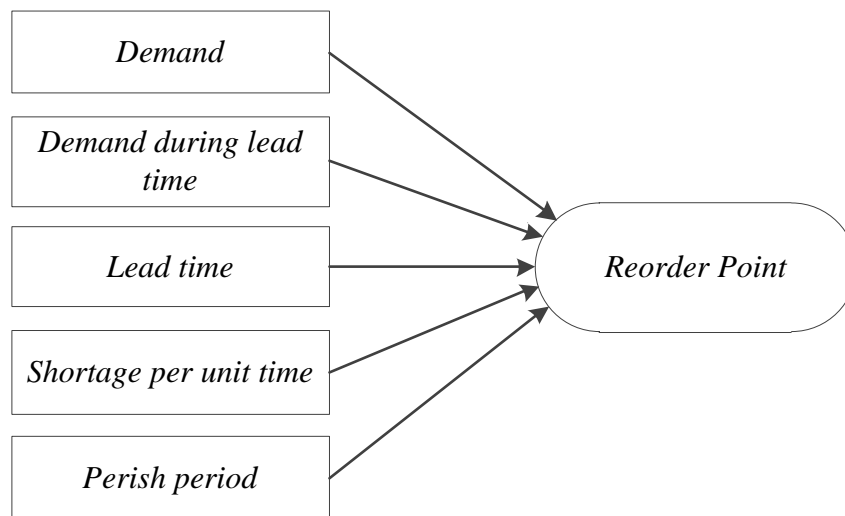 Demand
Demand during lead
time
Lead time
Shortage per unit time
Perish period
Reorder Point